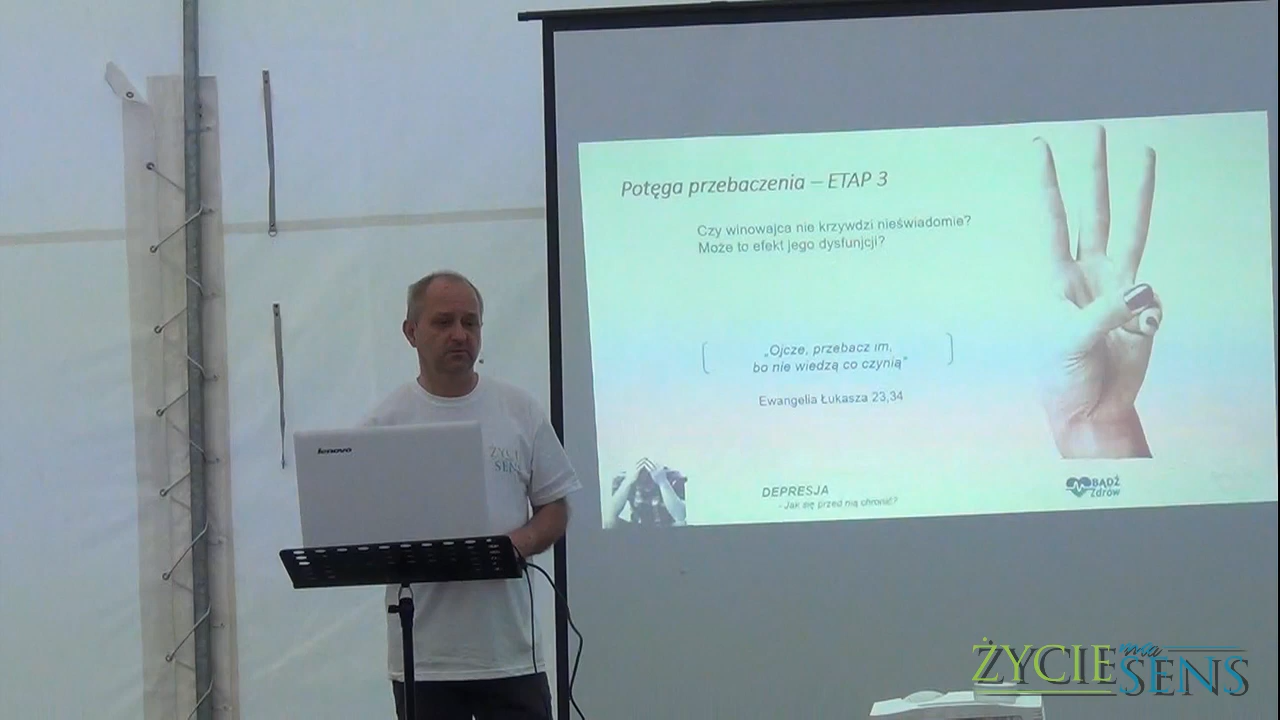 Potęga przebaczenia – ETAP 3
Czy winowajca nie krzywdzi nieświadomie?
Może to efekt jego dysfunjcji?
„Ojcze, przebacz im,
bo nie wiedzą co czynią”
Ewangelia Łukasza 23,34
DEPRESJA
- Jak się przed nią chronić?
BĄDŹ
Zdrów
lenovo
ŻYCIE
SENS
ŻYCIE ma SENS